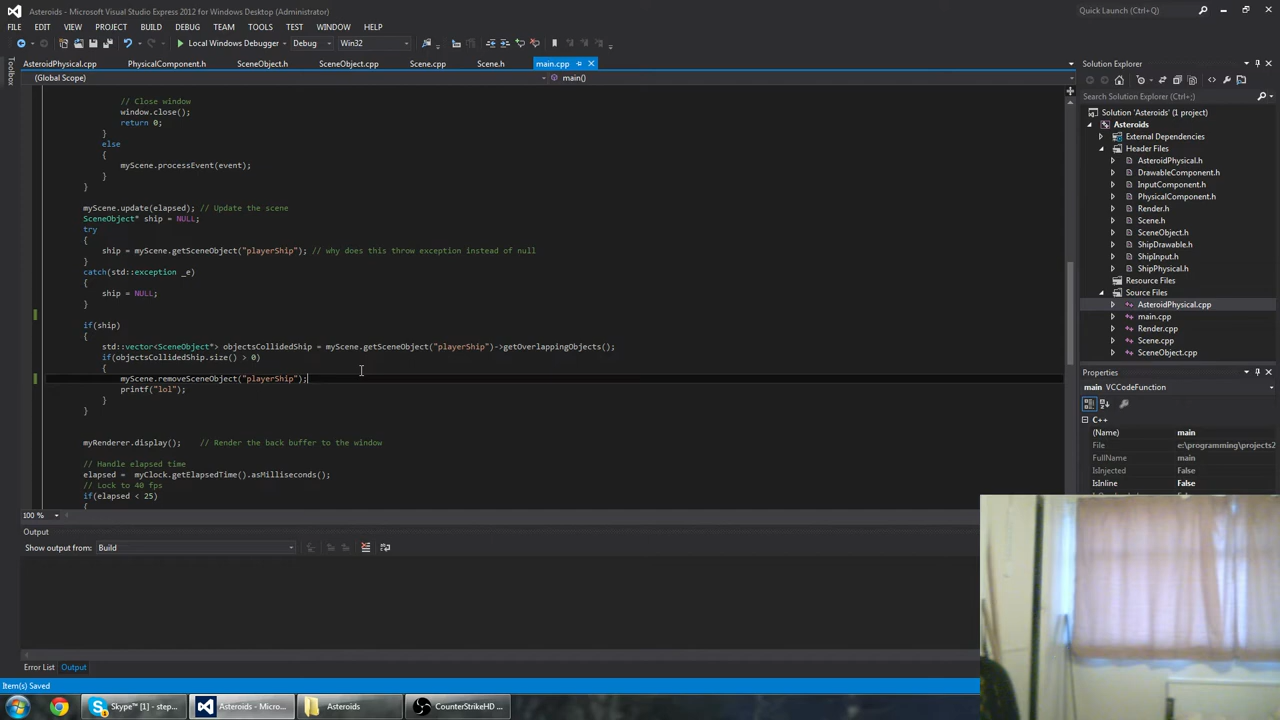 Asteroids - Microsoft Visual Studio Express 2012 for Windows Desktop (Administrator)
Quick Launch (Ctrl+Q)
FILE EDIT VIEW PROJECT BUILD DEBUG TEAM TOOLS TEST WINDOW HELP
Local Windows Debugger Debug Win32
Toolbox
AsteroidPhysical.cpp PhysicalComponent.h SceneObject.h SceneObject.cpp Scene.cpp Scene.h main.cpp
(Global Scope) main()
// Close window
window.close();
return 0;
}
else
{
myScene.processEvent(event);
}
}
myScene.update(elapsed); // Update the scene
SceneObject* ship = NULL;
try
{
ship = myScene.getSceneObject("playerShip"); // why does this throw exception instead of null
}
catch(std::exception _e)
{
ship = NULL;
}
if(ship)
{
std::vector<SceneObject*> objectsCollidedShip = myScene.getSceneObject("playerShip")->getOverlappingObjects();
if(objectsCollidedShip.size() > 0)
{
myScene.removeSceneObject("playerShip");
printf("lol");
}
}
myRenderer.display(); // Render the back buffer to the window
// Handle elapsed time
elapsed = myClock.getElapsedTime().asMilliseconds();
// Lock to 40 fps
if(elapsed < 25)
{
100 %
Output
Show output from: Build
Error List Output
Item(s) Saved
Solution Explorer
Search Solution Explorer (Ctrl+;)
Solution 'Asteroids' (1 project)
Asteroids
External Dependencies
Header Files
AsteroidPhysical.h
DrawableComponent.h
InputComponent.h
PhysicalComponent.h
Render.h
Scene.h
SceneObject.h
ShipDrawable.h
ShipInput.h
ShipPhysical.h
Resource Files
Source Files
AsteroidPhysical.cpp
main.cpp
Render.cpp
Scene.cpp
SceneObject.cpp
Properties
main VCCodeFunction
C++
(Name) main
File e:\programming\projects2
FullName main
IsInjected False
IsInline False
Skype™ [1] - step... Asteroids - Micro... Asteroids CounterStrikeHD ...